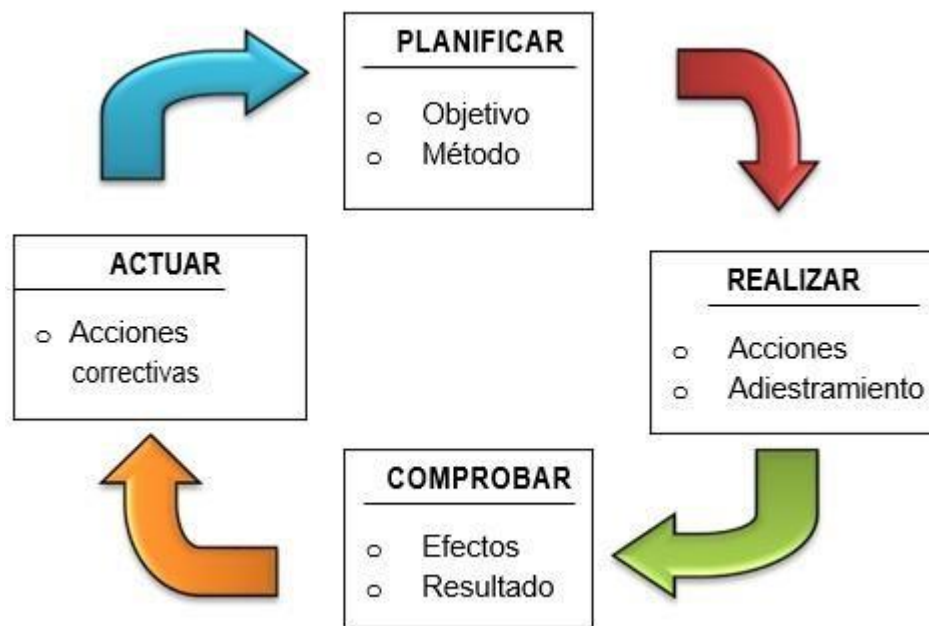 PLANIFICAR
o Objetivo
o Método
REALIZAR
o Acciones
o Adiestramiento
COMPROBAR
o Efectos
o Resultado
ACTUAR
o Acciones
correctivas